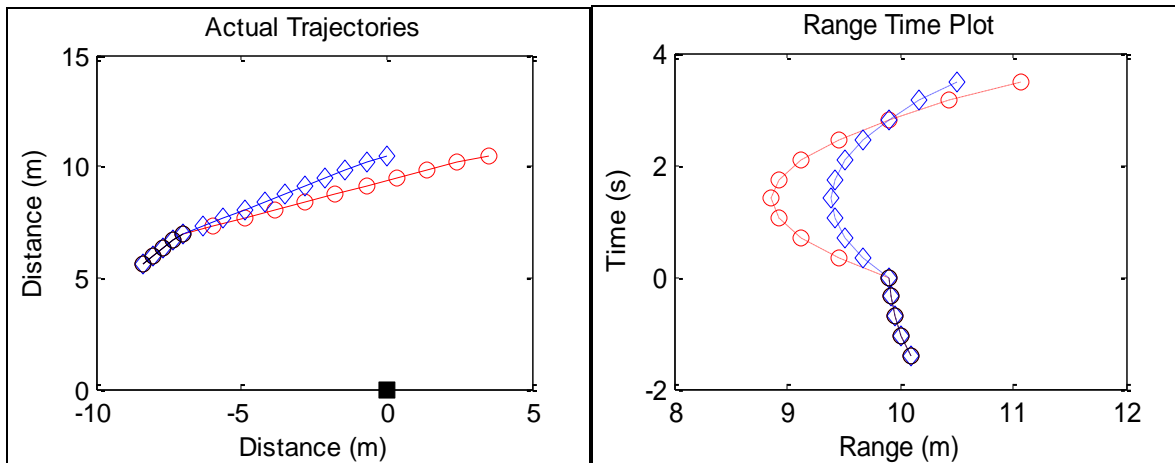 Actual Trajectories
15
10
5
0
-10
-5
0
5
Distance (m)
Distance (m)
Range Time Plot
4
2
0
-2
8
9
10
11
12
Time (s)
Range (m)